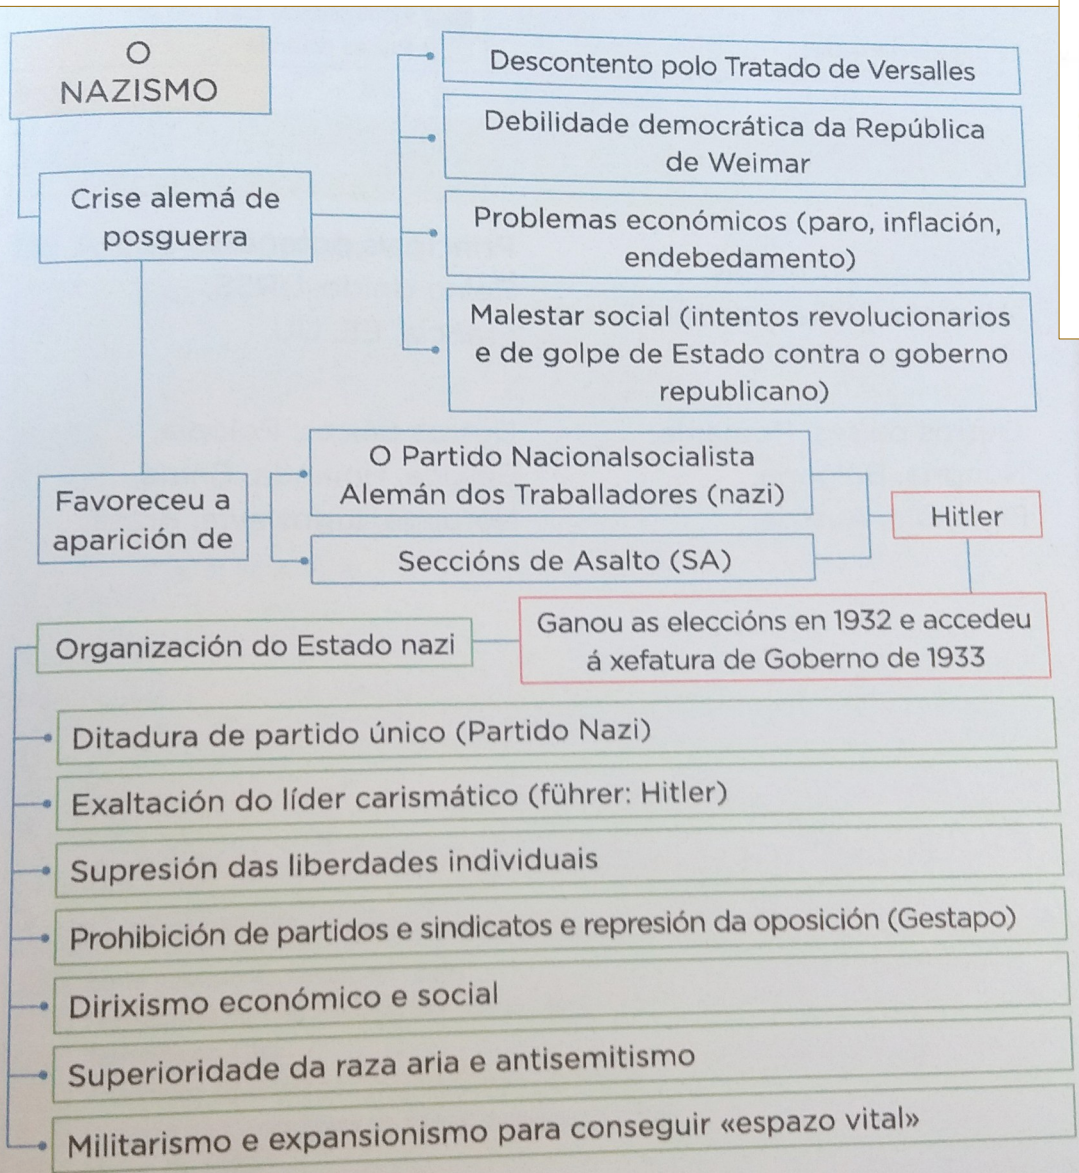 O
NAZISMO
Crise alemá de
posguerra
Descontento polo Tratado de Versalles
Debilidade democrática da República
de Weimar
Problemas económicos (paro, inflación,
endebedamento)
Malestar social (intentos revolucionarios
e de golpe de Estado contra o goberno
republicano)
Favoreceu a
aparición de
O Partido Nacionalsocialista
Alemán dos Traballadores (nazi)
Seccións de Asalto (SA)
Hitler
Ganou as eleccións en 1932 e accedeu
á xefatura de Goberno de 1933
Organización do Estado nazi
Ditadura de partido único (Partido Nazi)
Exaltación do líder carismático (führer: Hitler)
Supresión das liberdades individuais
Prohibición de partidos e sindicatos e represión da oposición (Gestapo)
Dirixismo económico e social
Superioridade da raza aria e antisemitismo
Militarismo e expansionismo para conseguir «espazo vital»